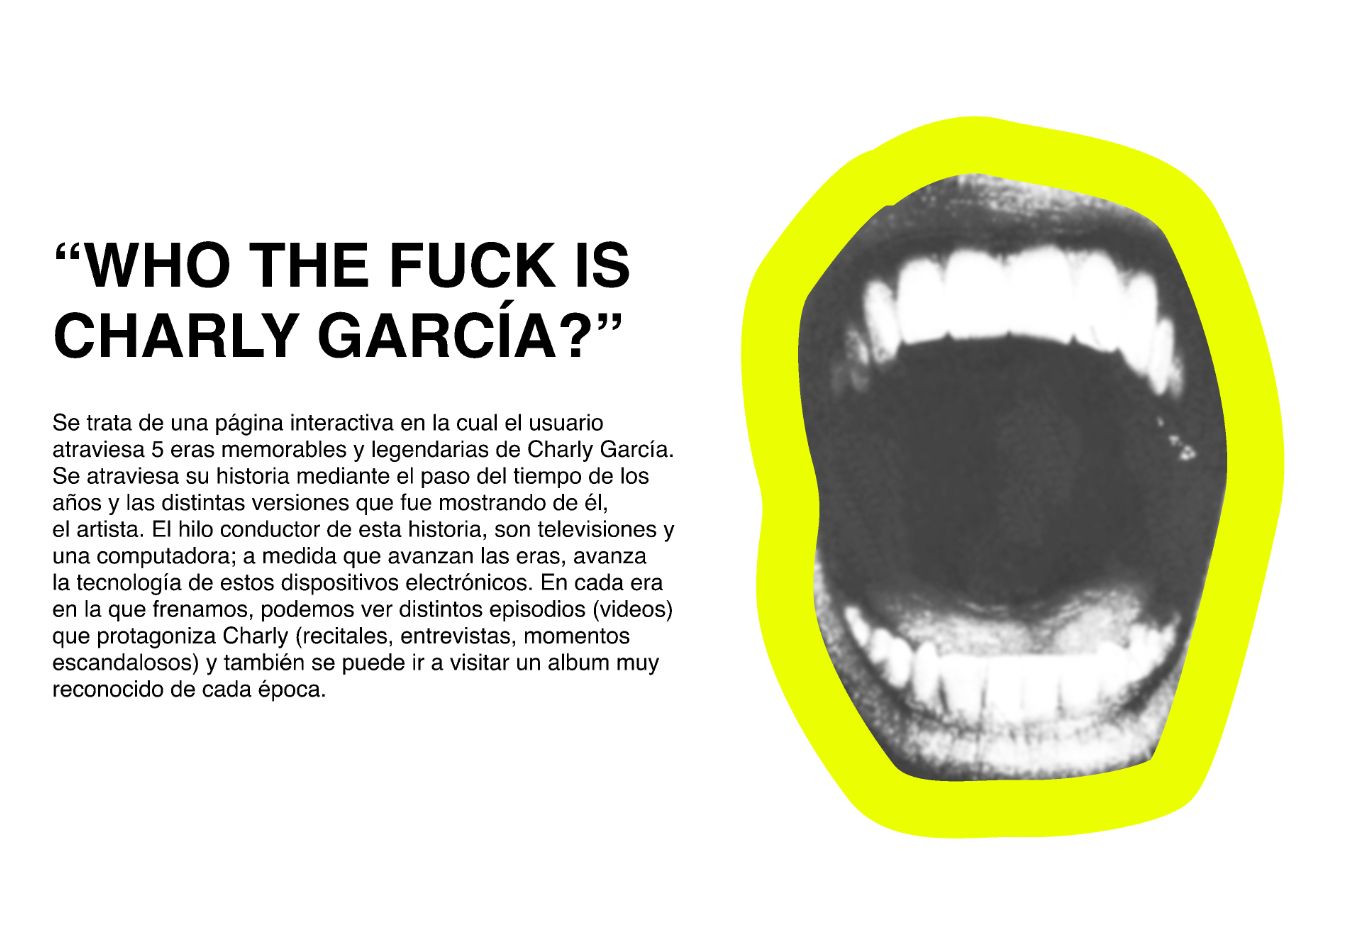 “WHO THE FUCK IS
CHARLY GARCÍA?”
Se trata de una página interactiva en la cual el usuario
atraviesa 5 eras memorables y legendarias de Charly García.
Se atraviesa su historia mediante el paso del tiempo de los
años y las distintas versiones que fue mostrando de él,
el artista. El hilo conductor de esta historia, son televisiones y
una computadora; a medida que avanzan las eras, avanza
la tecnología de estos dispositivos electrónicos. En cada era
en la que frenamos, podemos ver distintos episodios (videos)
que protagoniza Charly (recitales, entrevistas, momentos
escandalosos) y también se puede ir a visitar un album muy
reconocido de cada época.